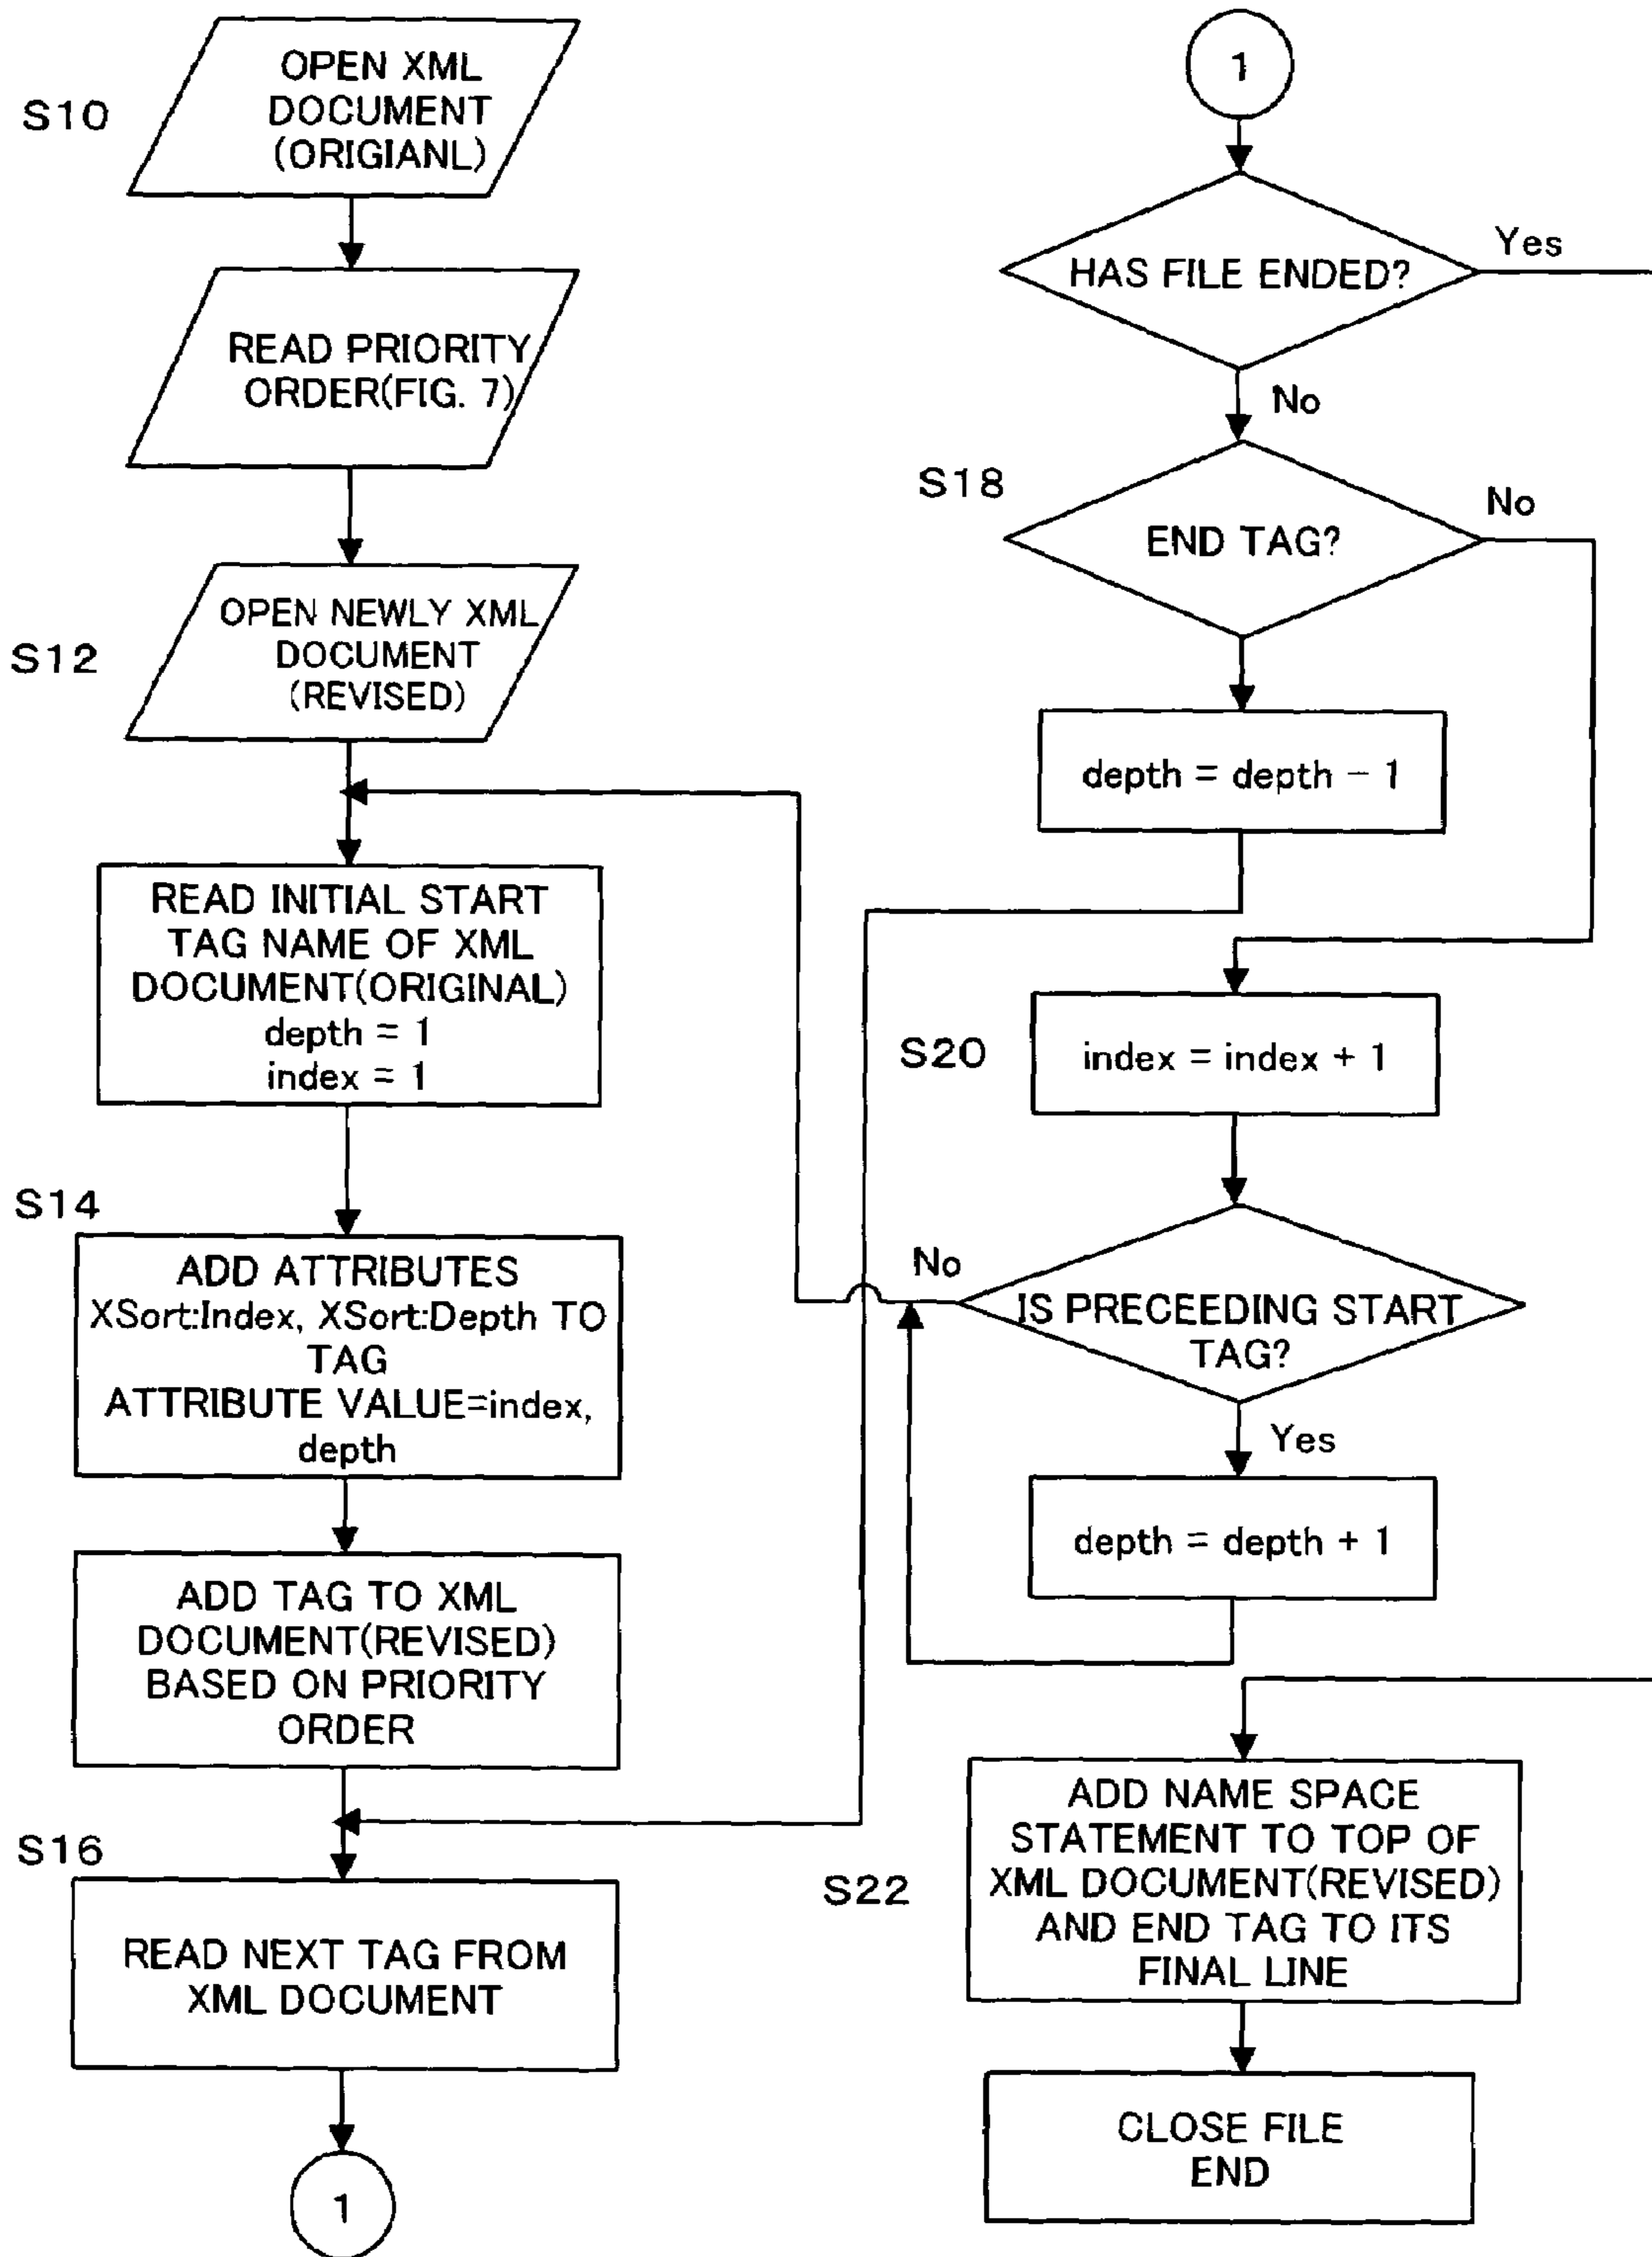 S10
OPEN XML
DOCUMENT
(ORIGIANL)
READ PRIORITY
ORDER(FIG. 7)
S12
OPEN NEWLY XML
DOCUMENT
(REVISED)
READ INITIAL START
TAG NAME OF XML
DOCUMENT(ORIGINAL)
depth = 1
index = 1
S14
ADD ATTRIBUTES
XSort:Index, XSort:Depth TO
TAG
ATTRIBUTE VALUE=index,
depth
ADD TAG TO XML
DOCUMENT(REVISED)
BASED ON PRIORITY
ORDER
S16
READ NEXT TAG FROM
XML DOCUMENT
1
1
HAS FILE ENDED?
Yes
No
S18
END TAG?
No
depth = depth - 1
S20
index = index + 1
No
IS PRECEEDING START
TAG?
Yes
depth = depth + 1
S22
ADD NAME SPACE
STATEMENT TO TOP OF
XML DOCUMENT(REVISED)
AND END TAG TO ITS
FINAL LINE
CLOSE FILE
END